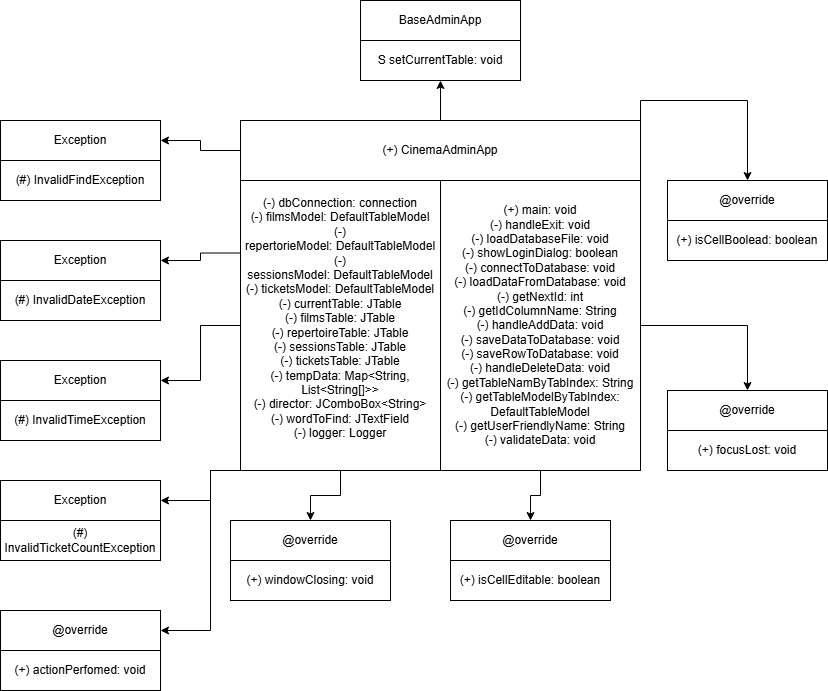 BaseAdminApp
S setCurrentTable: void
(+) CinemaAdminApp
Exception
(#) InvalidFindException
Exception
(#) InvalidDateException
Exception
(#) InvalidTimeException
Exception
(#)
InvalidTicketCountException
@override
(+) actionPerfomed: void
(-) dbConnection: connection
(-) filmsModel: DefaultTableModel
(-)
repertorieModel: DefaultTableModel
(-)
sessionsModel: DefaultTableModel
(-) ticketsModel: DefaultTableModel
(-) currentTable: JTable
(-) filmsTable: JTable
(-) repertoireTable: JTable
(-) sessionsTable: JTable
(-) ticketsTable: JTable
(-) tempData: Map<String,
List<String[]>>
(-) director: JComboBox<String>
(-) wordToFind: JTextField
(-) logger: Logger
(+) main: void
(-) handleExit: void
(-) loadDatabaseFile: void
(-) showLoginDialog: boolean
(-) connectToDatabase: void
(-) loadDataFromDatabase: void
(-) getNextId: int
(-) getIdColumnName: String
(-) handleAddData: void
(-) saveDataToDatabase: void
(-) saveRowToDatabase: void
(-) handleDeleteData: void
(-) getTableNamByTabIndex: String
(-) getTableModelByTabIndex:
DefaultTableModel
(-) getUserFriendlyName: String
(-) validateData: void
@override
(+) isCellBoolead: boolean
@override
(+) focusLost: void
@override
(+) windowClosing: void
@override
(+) isCellEditable: boolean